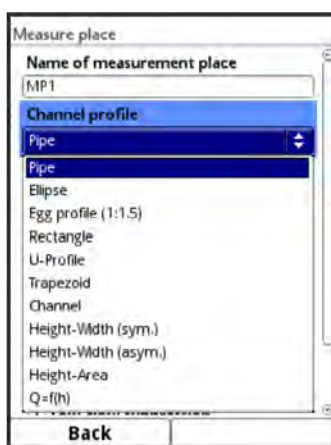 Measure place
Name of measurement place
MP1
Channel profile
Pipe
Pipe
Ellipse
Egg profile (1:1.5)
Rectangle
U-Profile
Trapezoid
Channel
Height-Width (sym.)
Height-Width (asym.)
Height-Area
Q=f(h)
Back